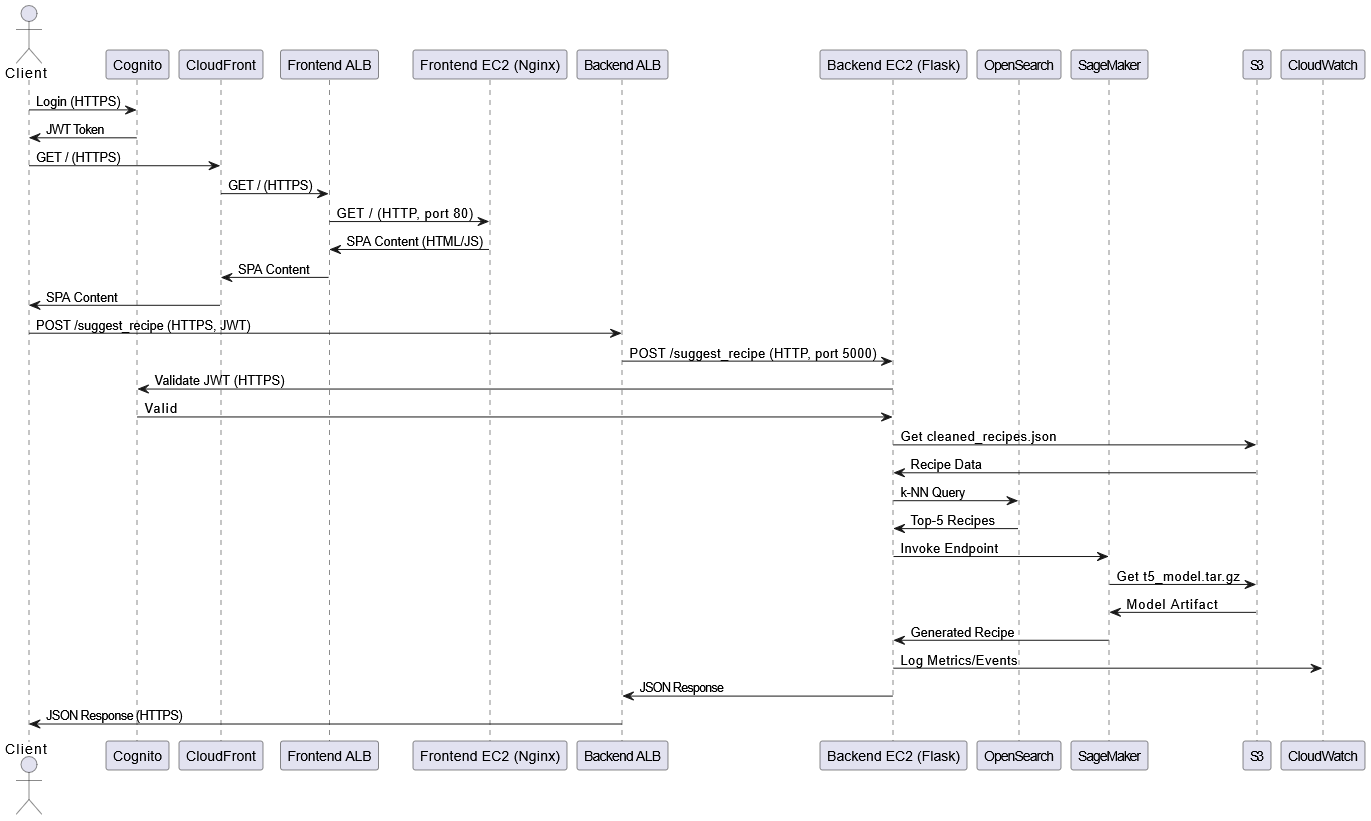 Client
Cognito
CloudFront
Frontend ALB
Frontend EC2 (Nginx)
Backend ALB
Backend EC2 (Flask)
OpenSearch
SageMaker
S3
CloudWatch
Login (HTTPS)
JWT Token
GET / (HTTPS)
GET / (HTTPS)
GET / (HTTP, port 80)
SPA Content (HTML/JS)
SPA Content
SPA Content
POST /suggest_recipe (HTTPS, JWT)
POST /suggest_recipe (HTTP, port 5000)
Validate JWT (HTTPS)
Valid
Get cleaned_recipes.json
Recipe Data
k-NN Query
Top-5 Recipes
Invoke Endpoint
Get t5_model.tar.gz
Model Artifact
Generated Recipe
Log Metrics/Events
JSON Response
JSON Response (HTTPS)
Client
Cognito
CloudFront
Frontend ALB
Frontend EC2 (Nginx)
Backend ALB
Backend EC2 (Flask)
OpenSearch
SageMaker
S3
CloudWatch